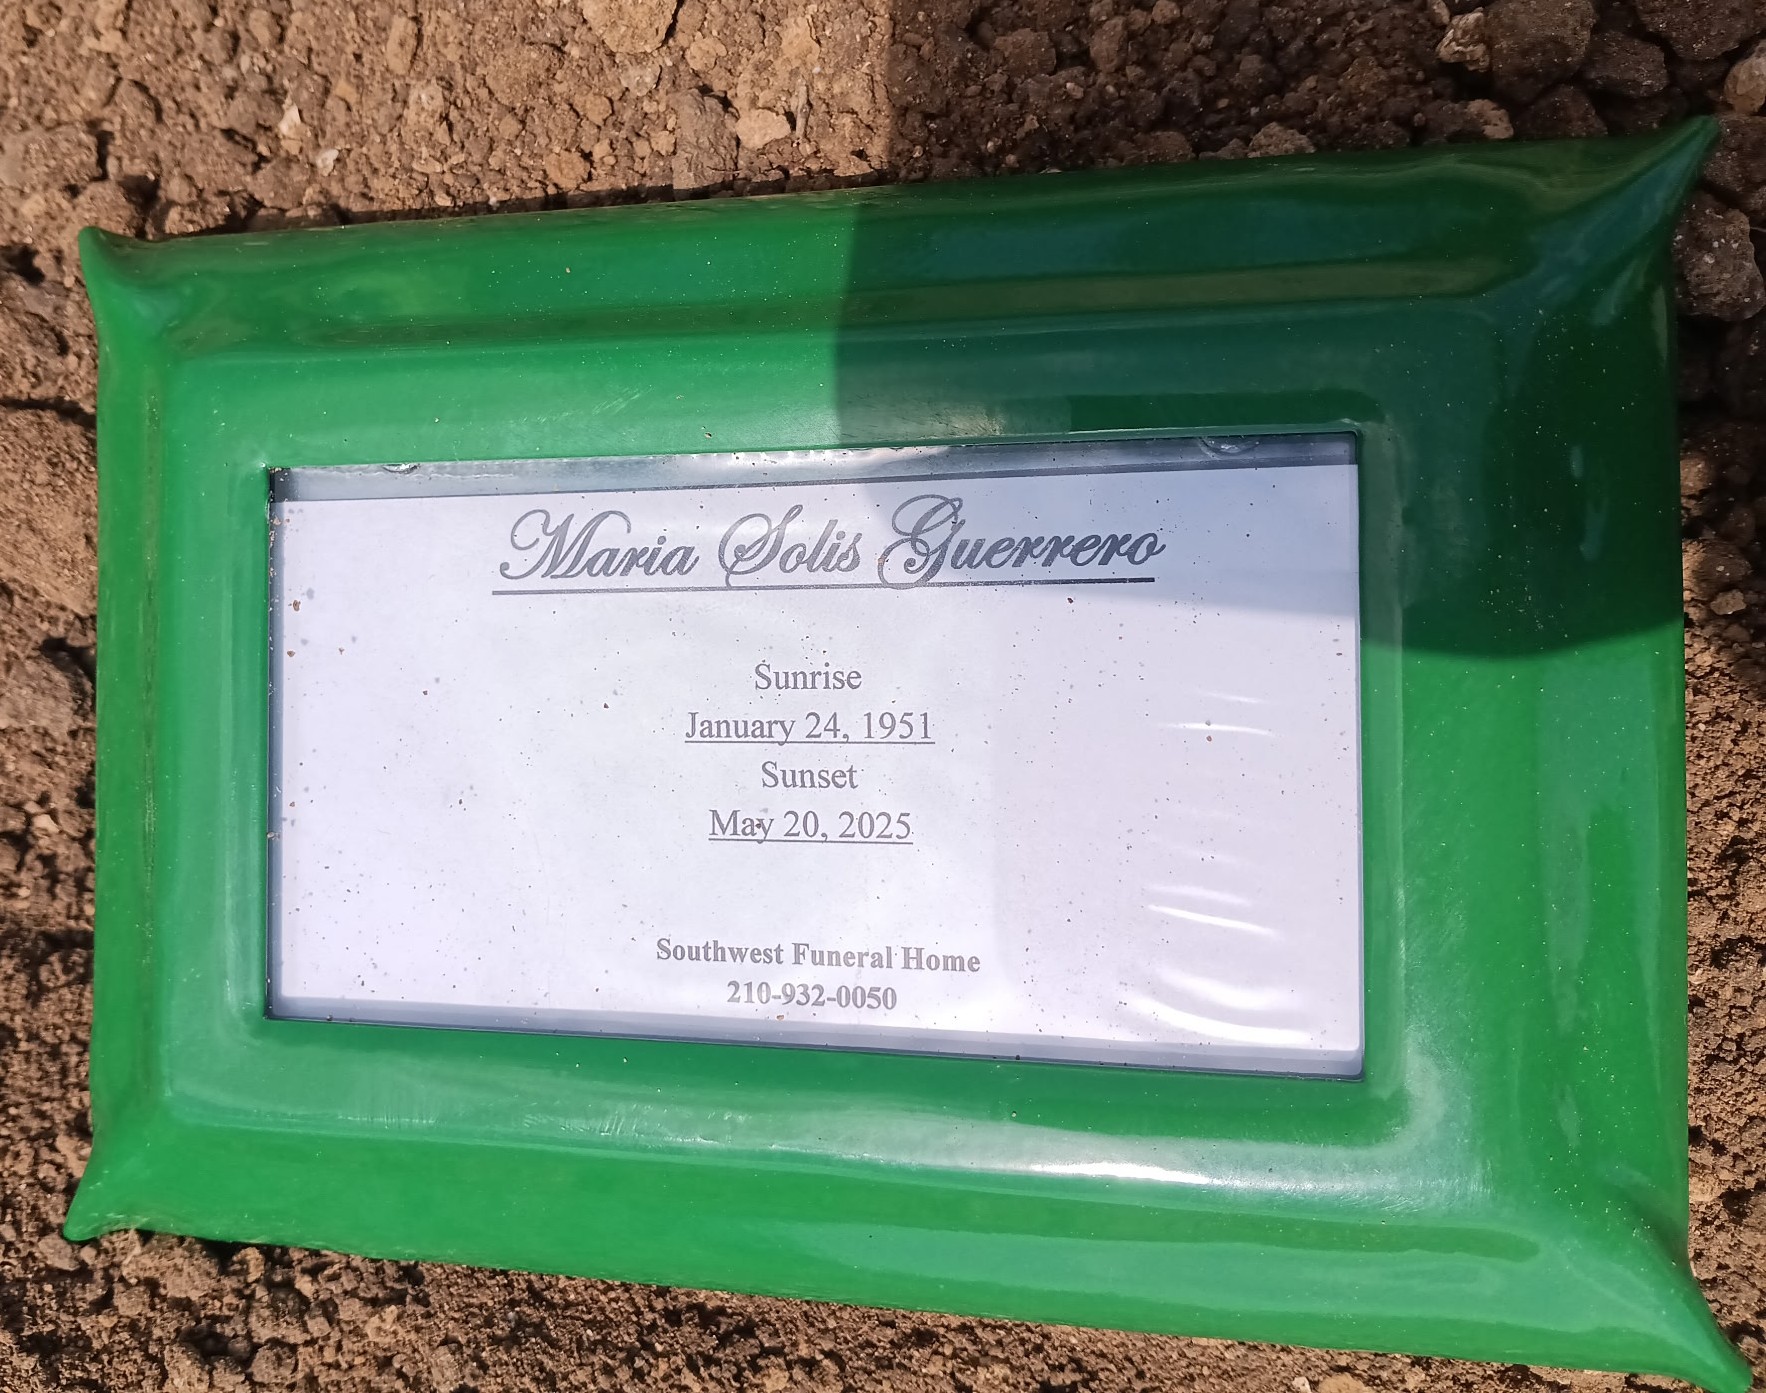 Maria Solis Guerrero
Sunrise
January 24, 1951
Sunset
May 20, 2025
Southwest Funeral Home
210-932-0050